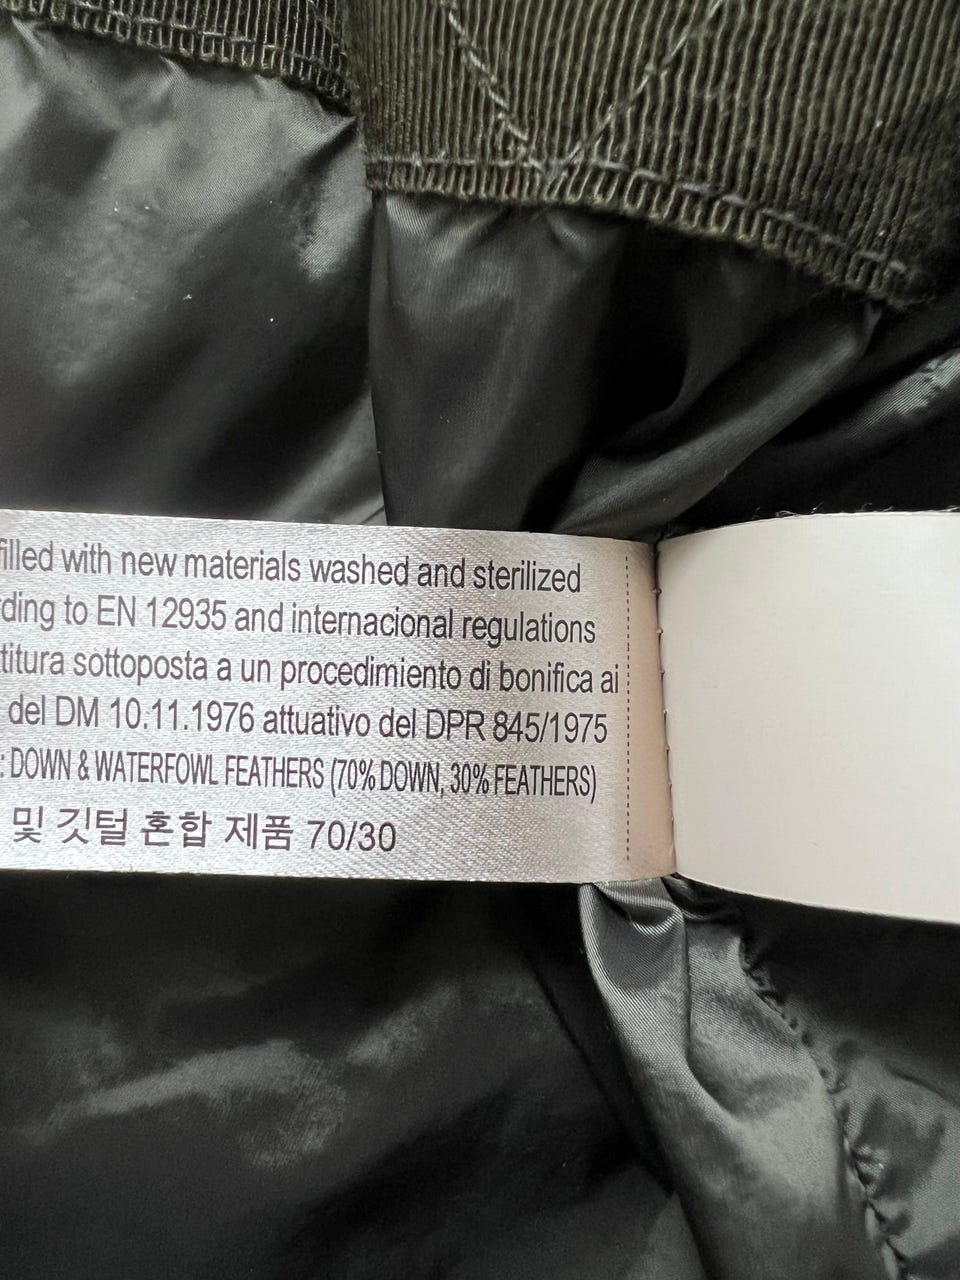 filled with new materials washed and sterilized
rding to EN 12935 and internacional regulations
titura sottoposta a un procedimiento di bonifica ai
del DM 10.11.1976 attuativo del DPR 845/1975
: DOWN & WATERFOWL FEATHERS (70% DOWN, 30% FEATHERS)
및 깃털 혼합 제품 70/30